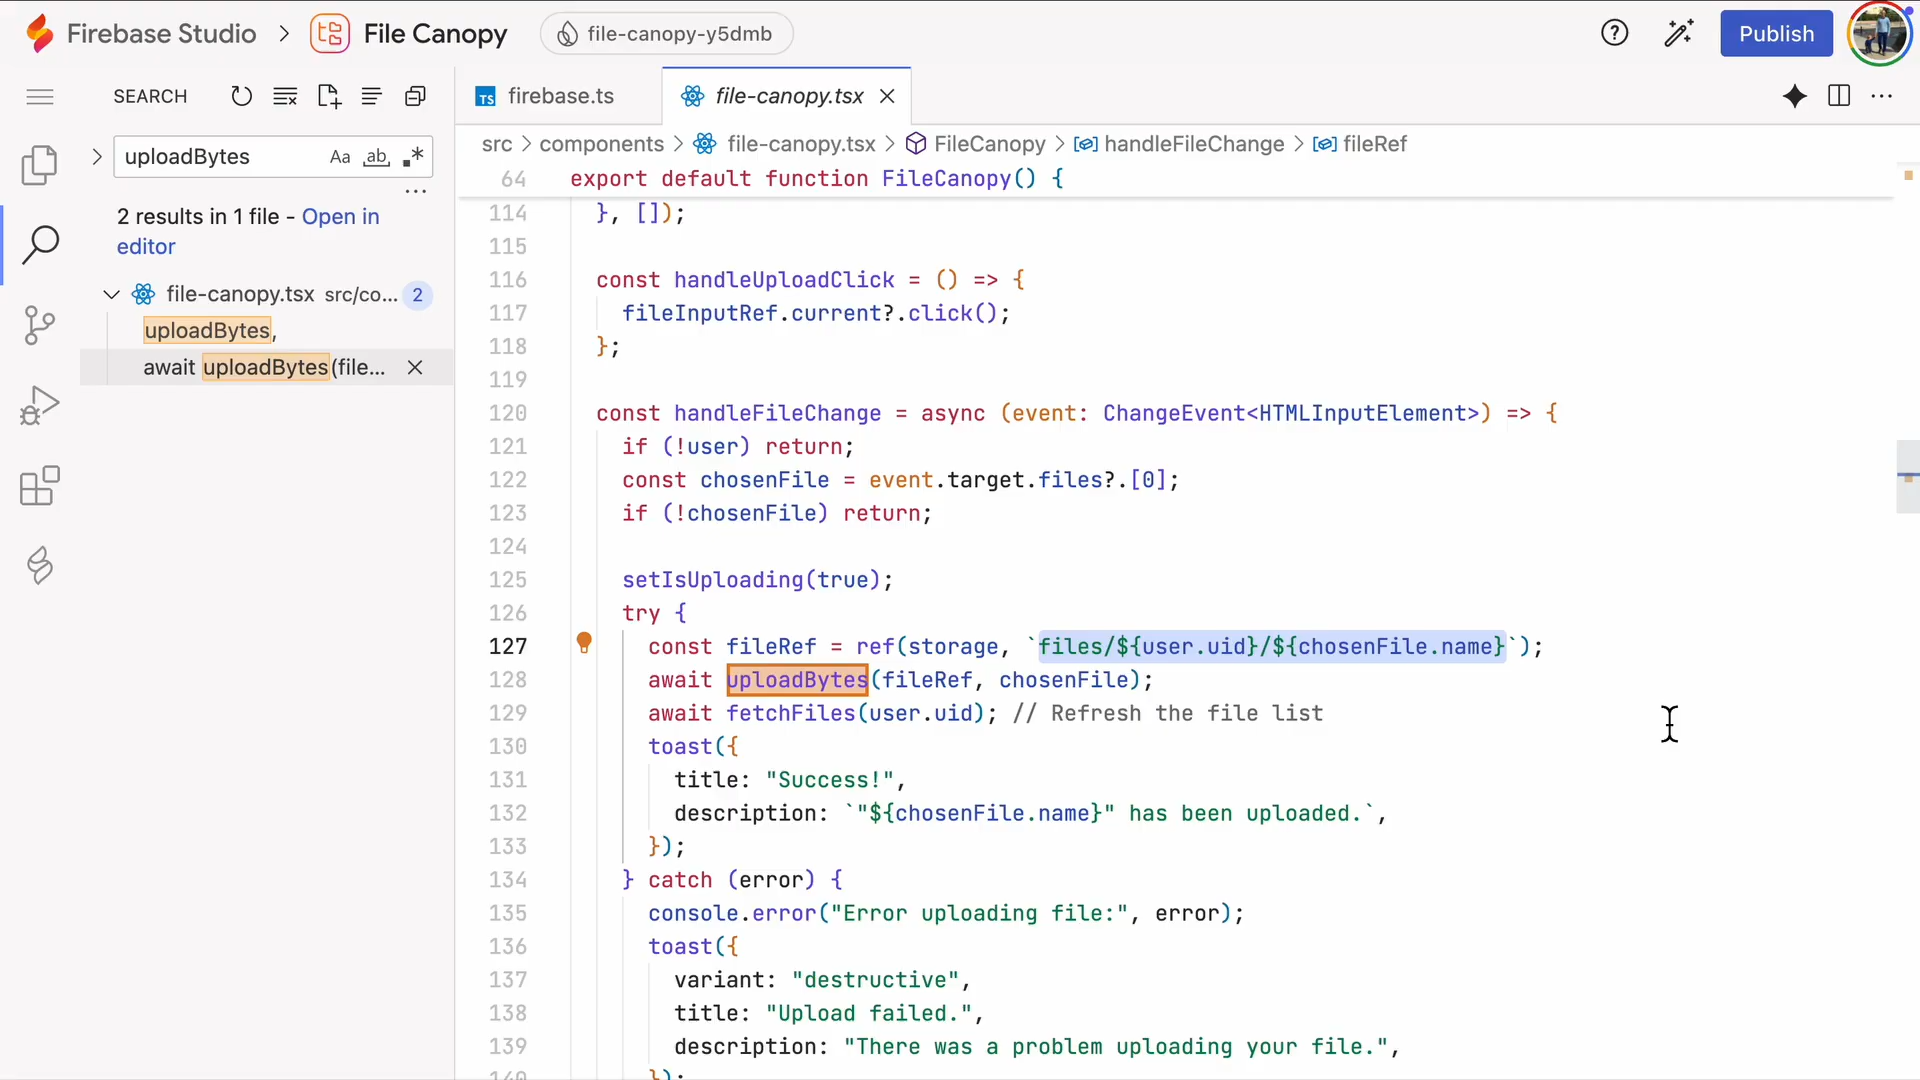 Firebase Studio > File Canopy file-canopy-y5dmb
Publish
SEARCH
TS firebase.ts
file-canopy.tsx
src > components > file-canopy.tsx > FileCanopy > handleFileChange > fileRef
uploadBytes Aa ab .*
2 results in 1 file - Open in
editor
file-canopy.tsx src/co... 2
uploadBytes,
await uploadBytes(file...
64 export default function FileCanopy() {
114 }, []);
115
116 const handleUploadClick = () => {
117 fileInputRef.current?.click();
118 };
119
120 const handleFileChange = async (event: ChangeEvent<HTMLInputElement>) => {
121 if (!user) return;
122 const chosenFile = event.target.files?.[0];
123 if (!chosenFile) return;
124
125 setIsUploading(true);
126 try {
127 const fileRef = ref(storage, `files/${user.uid}/${chosenFile.name}`);
128 await uploadBytes(fileRef, chosenFile);
129 await fetchFiles(user.uid); // Refresh the file list
130 toast({
131 title: "Success!",
132 description: `"${chosenFile.name}" has been uploaded.`,
133 });
134 } catch (error) {
135 console.error("Error uploading file:", error);
136 toast({
137 variant: "destructive",
138 title: "Upload failed.",
139 description: "There was a problem uploading your file.",
140 });